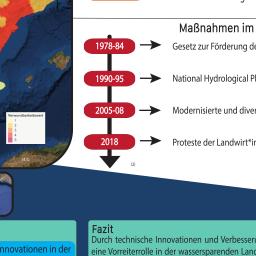 Maßnahmen im
1978-84
Gesetz zur Förderung de
1990-95
National Hydrological Pl
2005-08
Modernisierte und diver
2018
Proteste der Landwirt*in
Fazit
Durch technische Innovationen und Verbesser
eine Vorreiterrolle in der wassersparenden Land
nnovationen in der